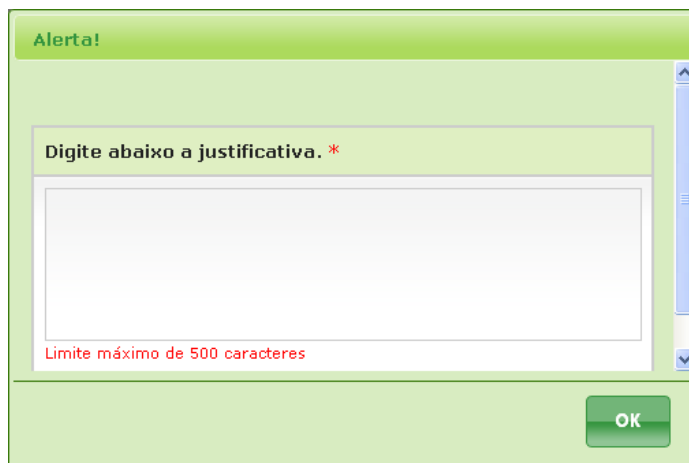 Alerta!
Digite abaixo a justificativa. *
Limite máximo de 500 caracteres
OK